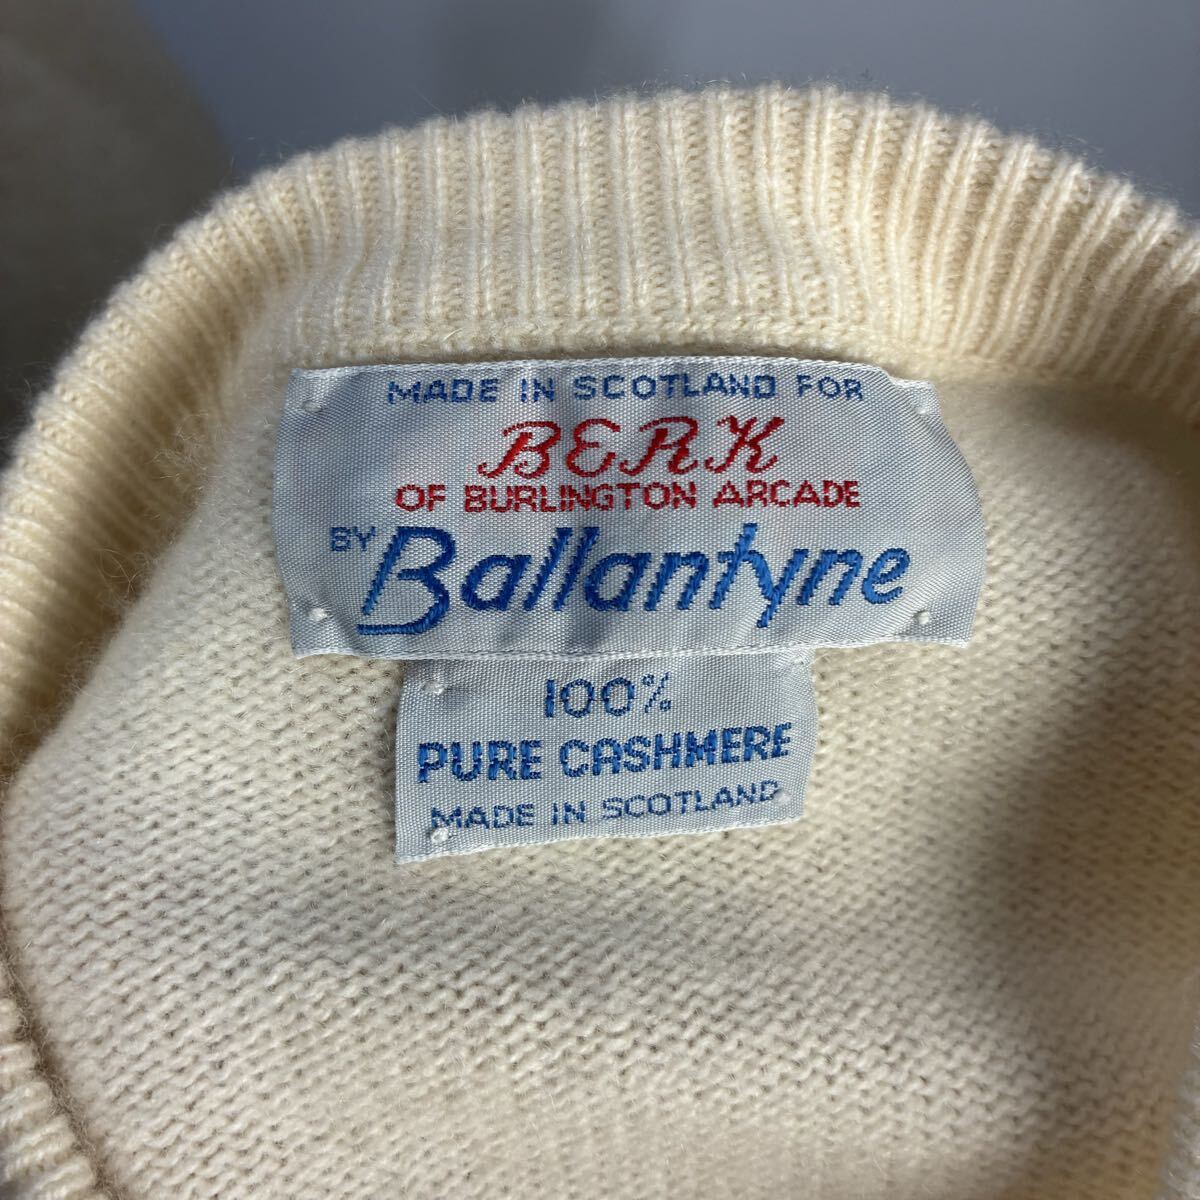 MADE IN SCOTLAND FOR
BERK
OF BURLINGTON ARCADE
BY Ballantyne
100%
PURE CASHMERE
MADE IN SCOTLAND